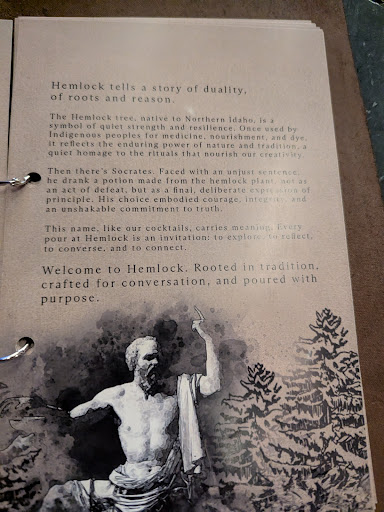 Hemlock tells a story of duality,
of roots and reason.
The Hemlock tree, native to Northern Idaho, is a
symbol of quiet strength and resilience. Once used by
Indigenous peoples for medicine, nourishment, and dye,
it reflects the enduring power of nature and tradition, a
quiet homage to the rituals that nourish our creativity.
Then there's Socrates. Faced with an unjust sentence,
he drank a potion made from the hemlock plant, not as
an act of defeat, but as a final, deliberate expression of
principle. His choice embodied courage, integrity, and
an unshakable commitment to truth.
This name, like our cocktails, carries meaning. Every
pour at Hemlock is an invitation: to explore, to reflect,
to converse, and to connect.
Welcome to Hemlock. Rooted in tradition,
crafted for conversation, and poured with
purpose.